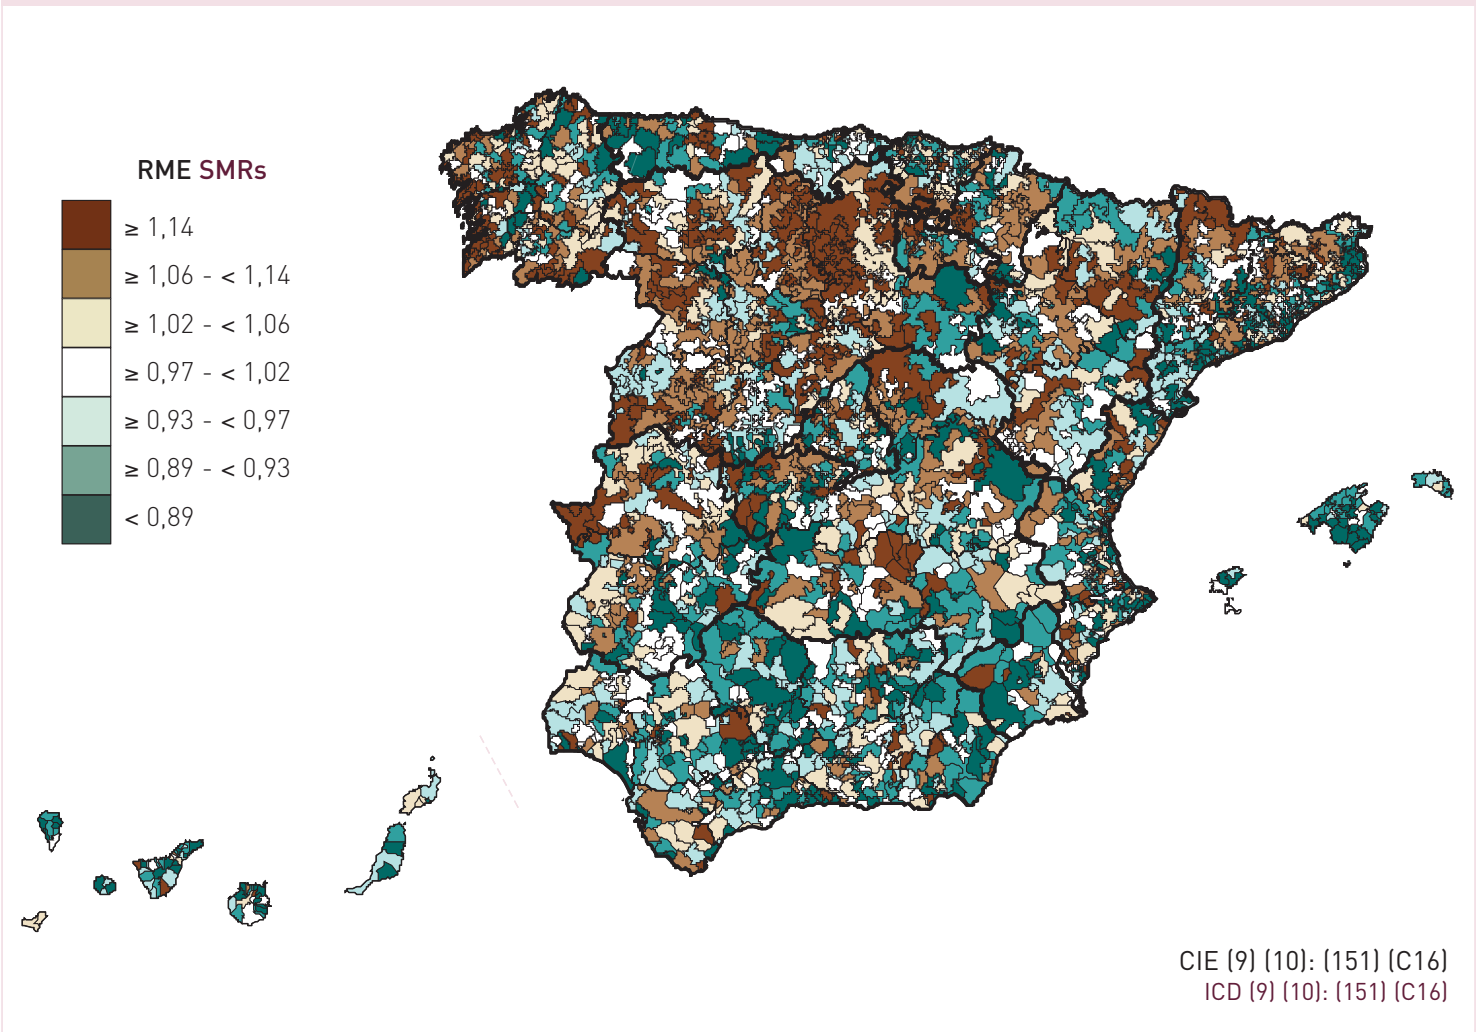 RME SMRs
≥ 1,14
≥ 1,06 - < 1,14
≥ 1,02 - < 1,06
≥ 0,97 - < 1,02
≥ 0,93 - < 0,97
≥ 0,89 - < 0,93
< 0,89
CIE (9) (10): (151) (C16)
ICD (9) (10): (151) (C16)